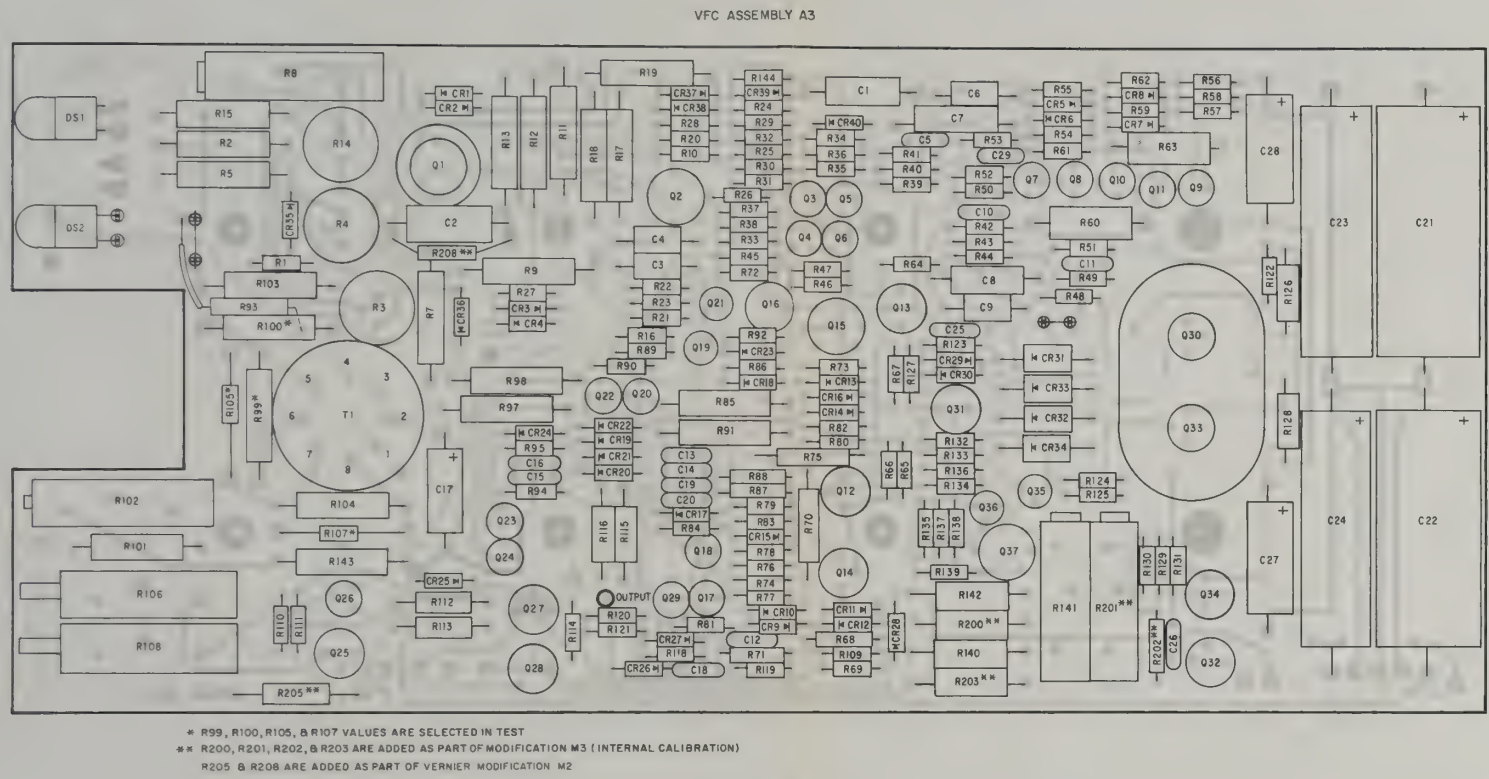 VFC ASSEMBLY A3
R8
R19
R144
C1
C6
R55
R62
R56
CR1
CR37
CR39
CR5
CR8
R58
CR2
CR38
R24
C7
CR6
R59
R57
DS1
R15
R28
R29
CR40
R54
CR7
C28
R2
R14
Q1
R13
R12
R11
R18
R17
R20
R32
R34
C5
R53
R61
R63
R10
R25
R36
R41
C29
R5
R30
R35
R40
R52
Q7
Q8
Q10
Q11
Q9
R31
R39
R50
Q2
R26
Q3
Q5
C10
C23
C21
DS2
CR35
R4
C2
R37
R42
R60
R38
Q4
Q6
R43
R208**
C4
R33
R44
R51
R1
R9
C3
R45
R47
R64
C11
R103
R72
R46
C8
R49
R122
R126
R93
R3
R7
CR36
R27
R22
R48
CR3
R23
Q21
Q16
Q13
C9
R100*
CR4
R21
Q15
C25
R16
R92
R123
Q30
R89
Q19
CR23
CR29
CR31
R90
R86
R73
R67
R127
CR30
R98
CR18
CR13
CR33
R105*
R99*
4
5
3
6
T1
2
7
1
8
R97
Q22
Q20
R85
CR16
CR14
Q31
CR32
R128
CR24
CR22
R91
R82
R132
Q33
R95
CR19
R80
R133
CR34
C17
C16
CR21
C13
R75
R66
R65
R136
C15
CR20
C14
R134
R94
C19
R88
R124
R102
R104
C20
R87
Q12
Q35
R125
R116
R115
CR17
R79
R70
Q36
C24
C22
Q23
R84
R83
R135
R137
R138
R107*
CR15
R101
Q24
Q18
R78
Q37
C27
R143
R76
Q14
R139
R130
R129
R131
CR25
R74
R106
Q26
R112
Q27
OUTPUT
Q29
Q17
R77
R142
R141
R201**
Q34
R120
CR10
CR11
R113
R114
R121
R81
CR9
CR12
CR28
R200**
R110
R111
CR27
C12
R68
R202**
C26
R108
Q25
R118
R71
R109
R140
Q28
CR26
C18
R119
R69
Q32
R205**
R203**
* R99, R100, R105, & R107 VALUES ARE SELECTED IN TEST
** R200, R201, R202, & R203 ARE ADDED AS PART OF MODIFICATION M3 (INTERNAL CALIBRATION)
R205 & R208 ARE ADDED AS PART OF VERNIER MODIFICATION M2